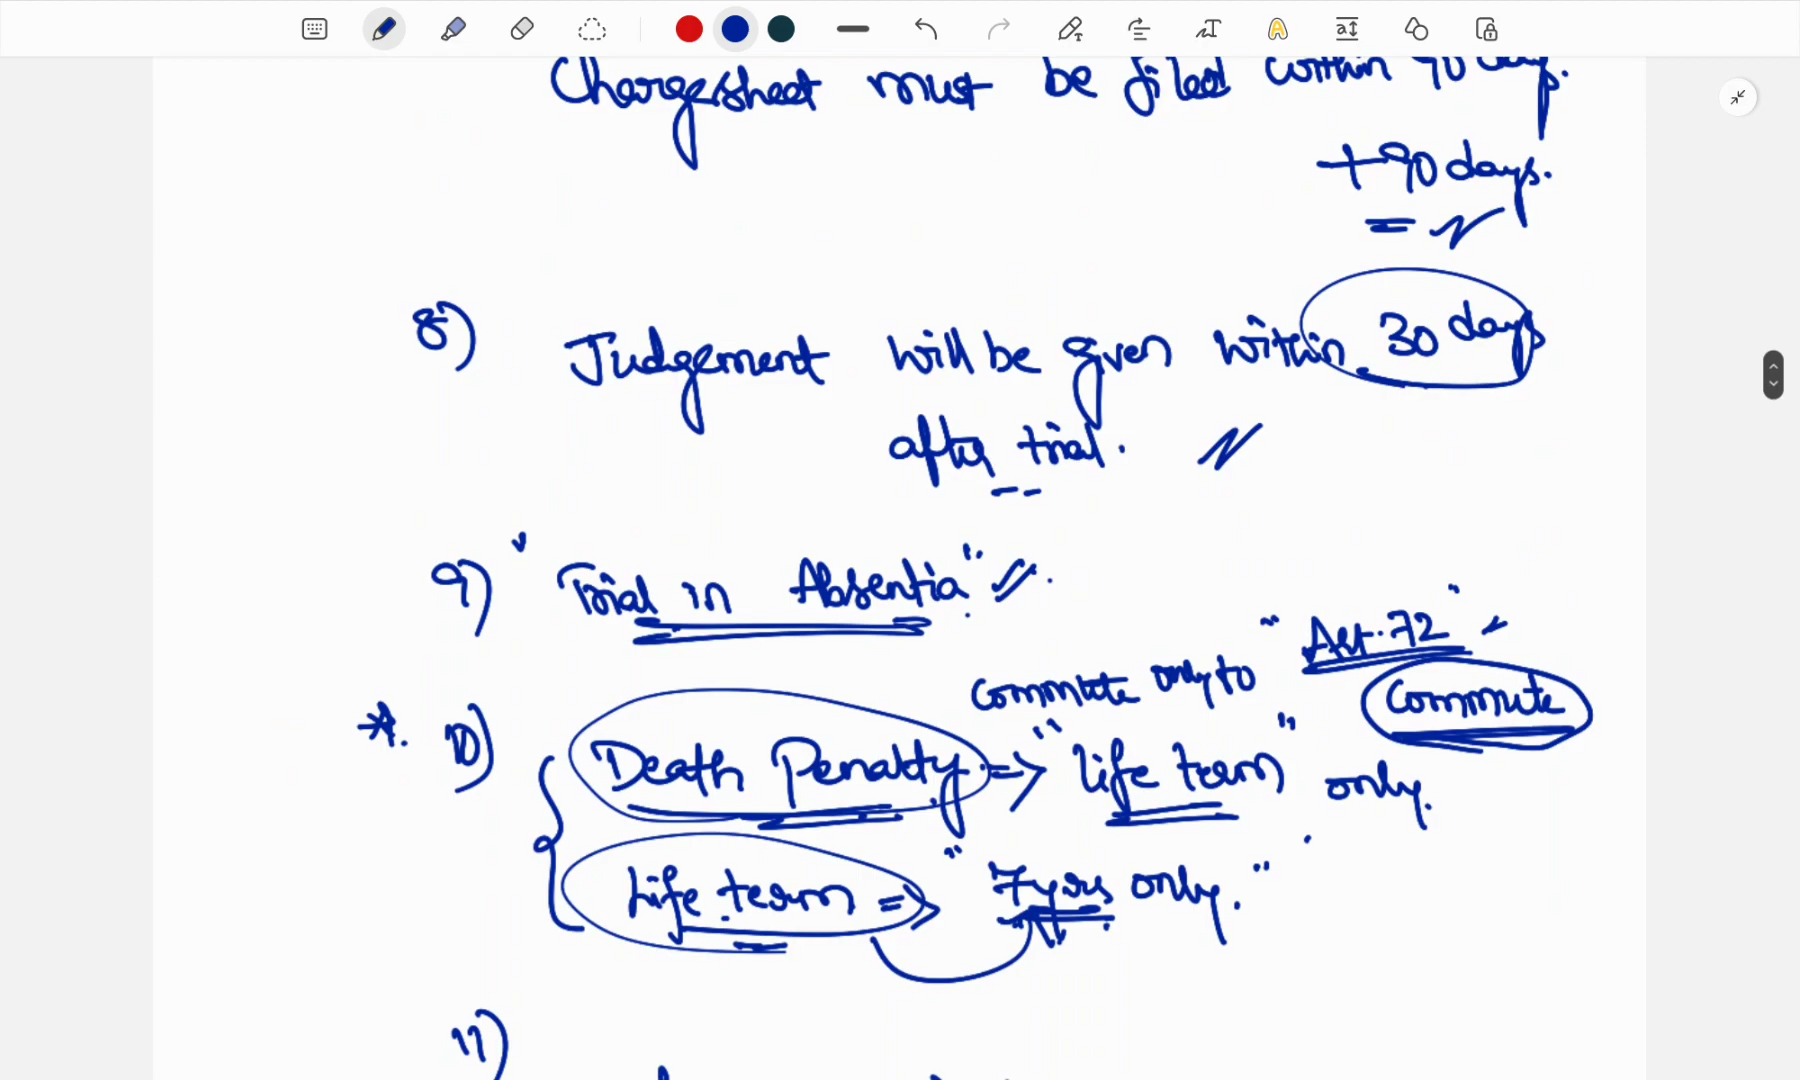 Chargesheet must be filed within 90 days.
+90 days.
8) Judgement will be given within 30 days
after trial.
9) "Trial in Absentia"
"Art.72"
Commute only to
Commute
10) Death Penalty => "life term" only.
Life term => "7yrs only."
11)